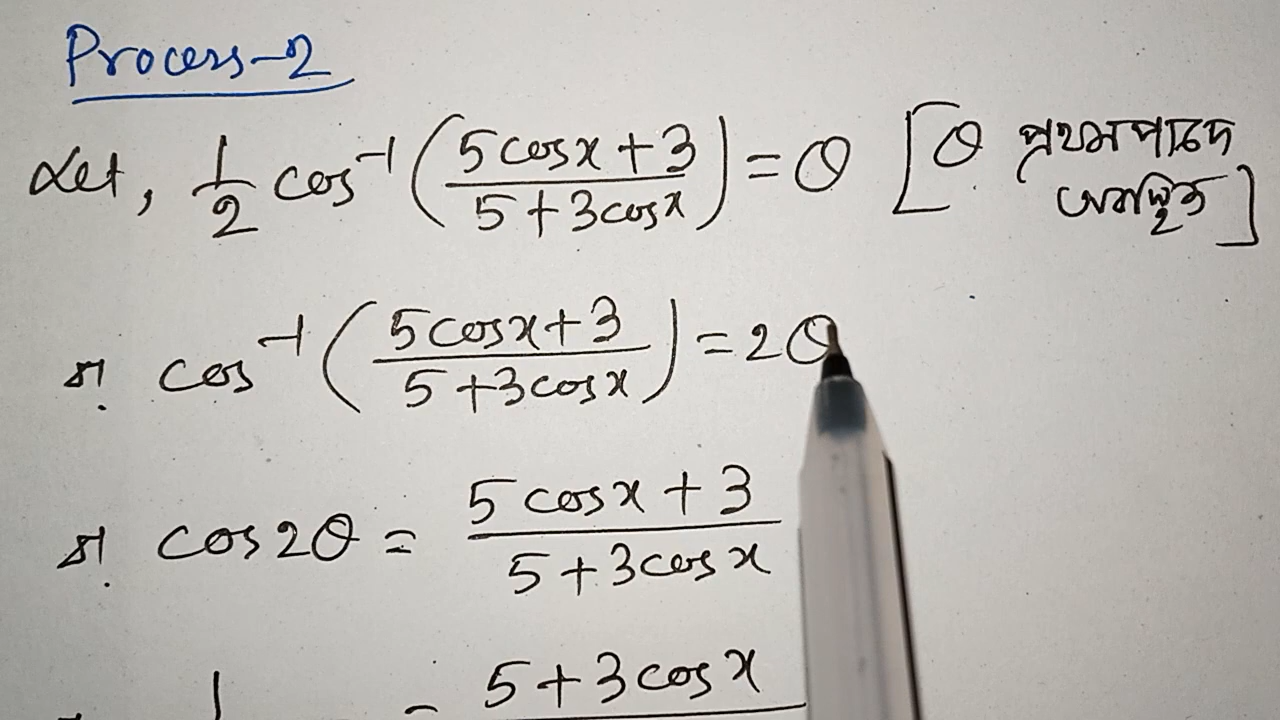 Process-2
Let, 1/2 cos⁻¹ (5cosx+3 / 5+3cosx) = θ [θ প্রথমপাদে
অবস্থিত]
বা, cos⁻¹ (5cosx+3 / 5+3cosx) = 2θ
বা, cos2θ = 5cosx+3 / 5+3cosx
1 = 5+3cosx